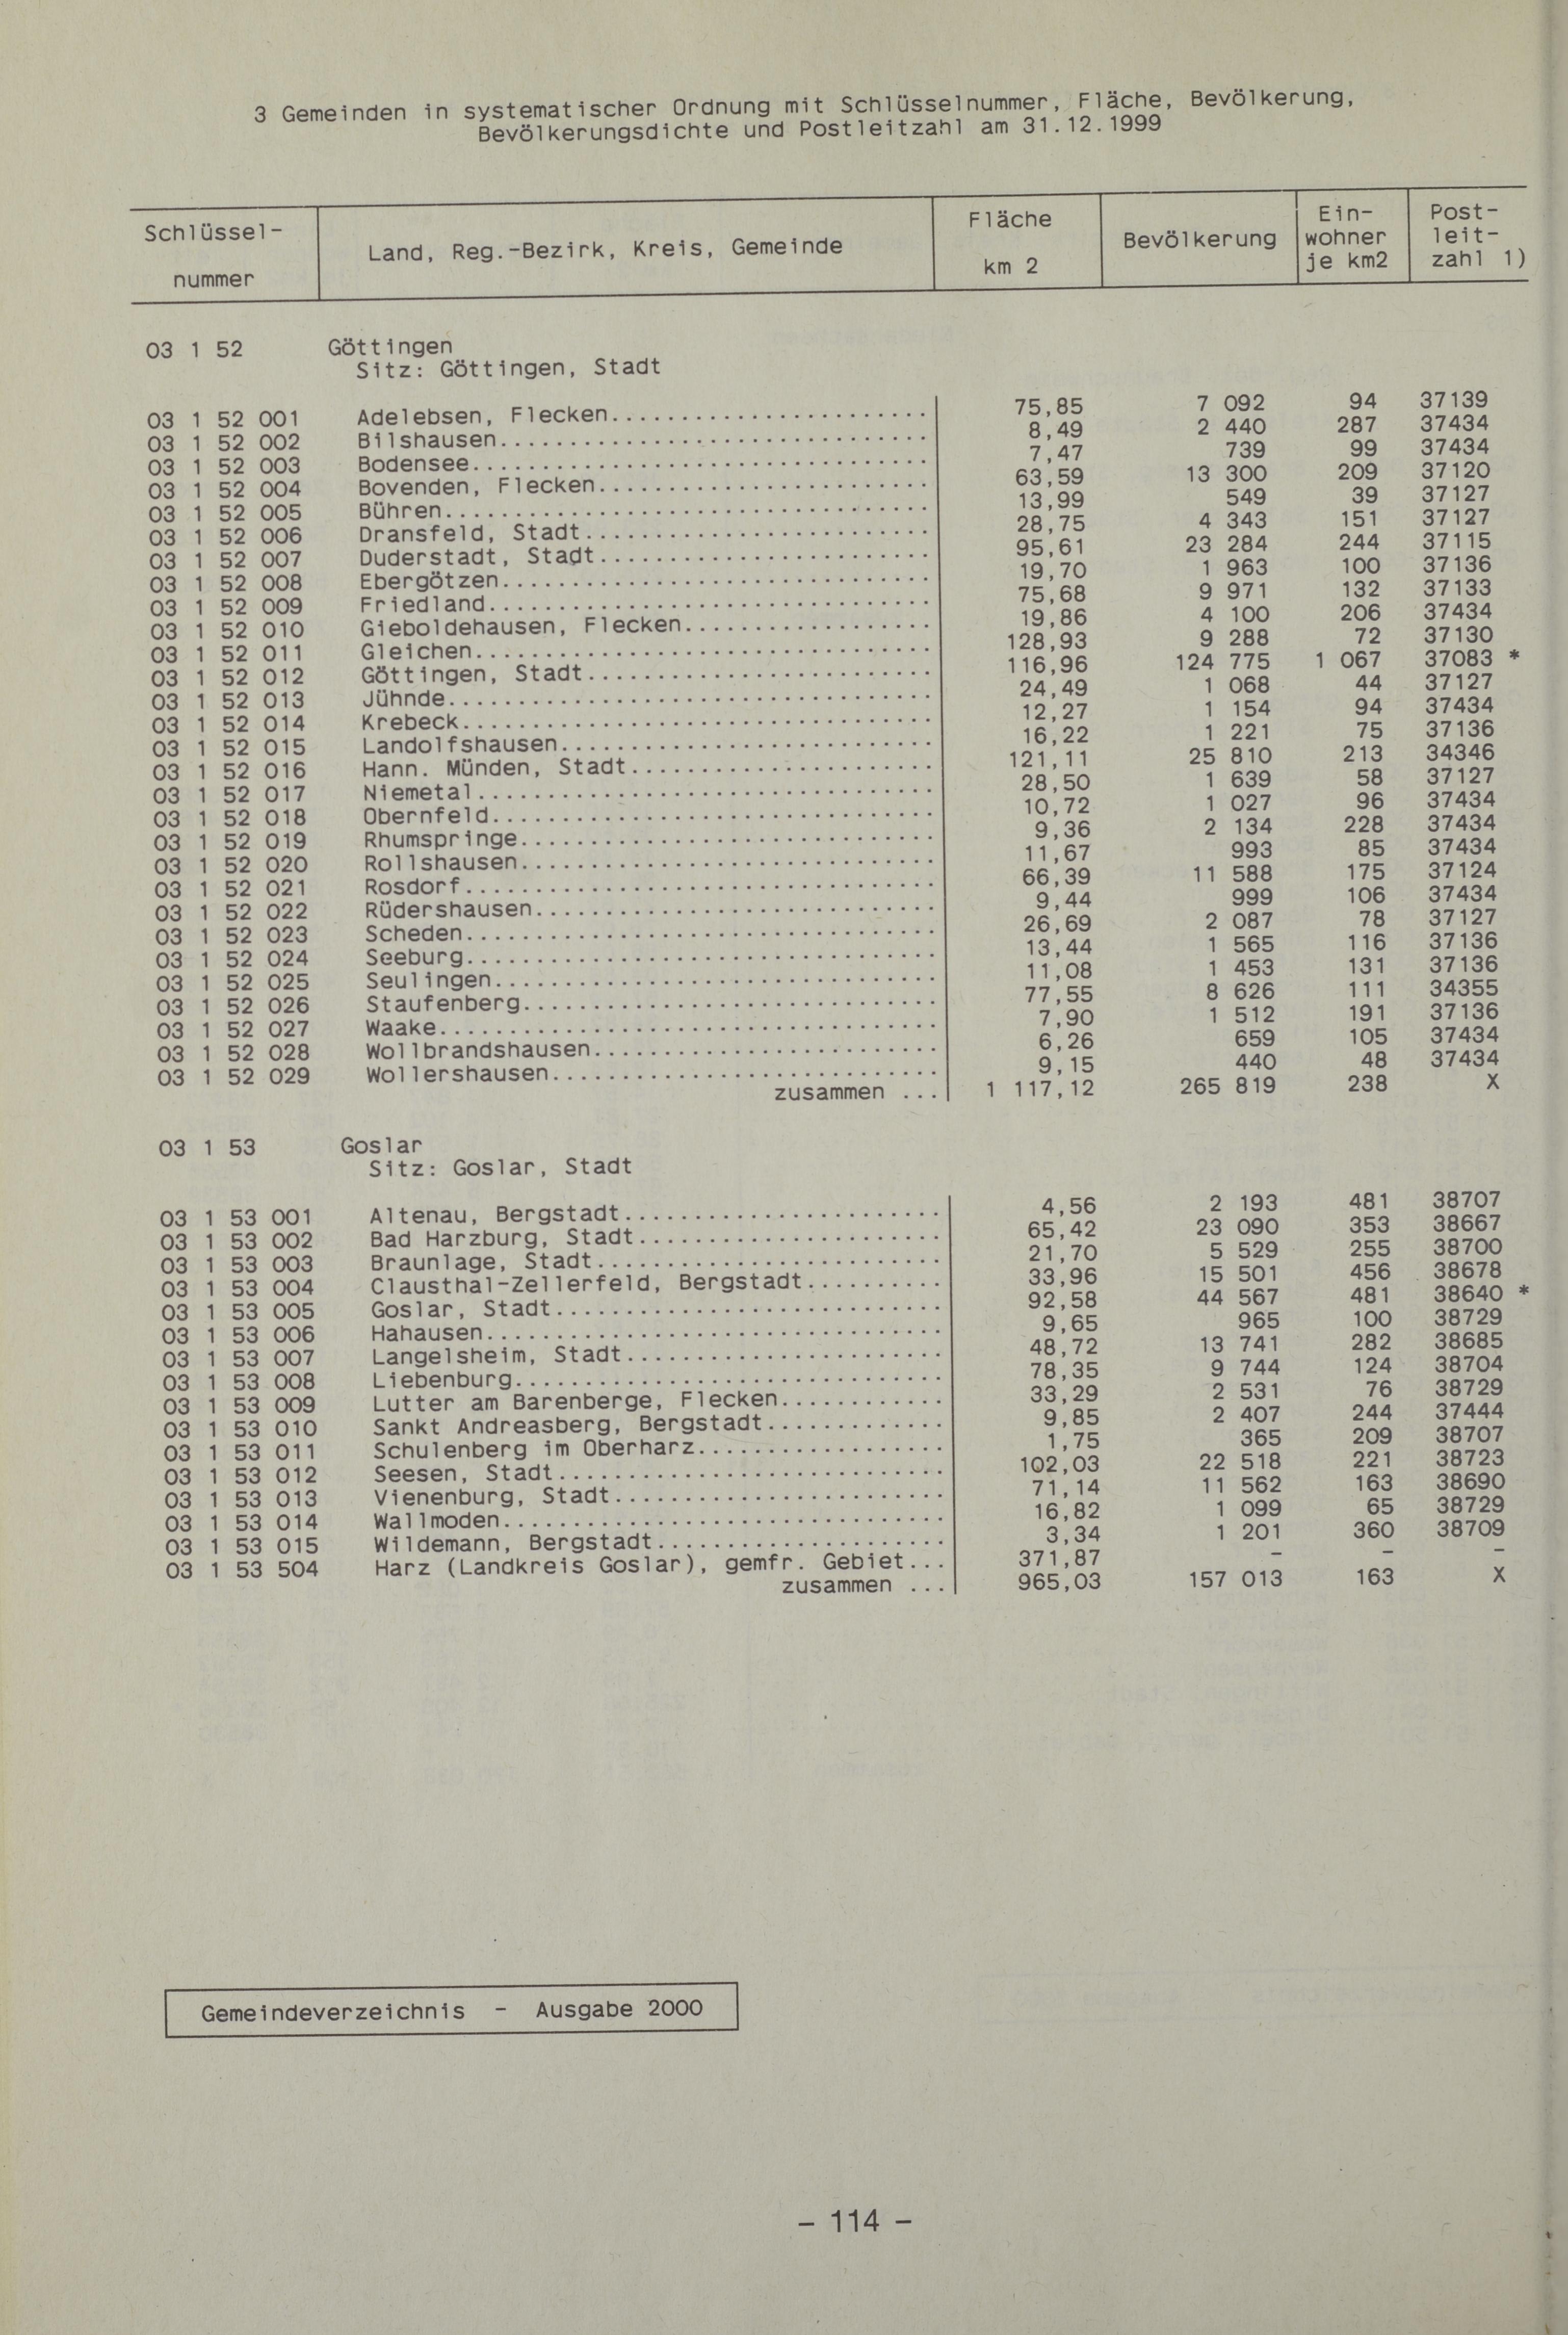 3 Gemeinden in systematischer Ordnung mit Schlüsselnummer, Fläche, Bevölkerung,
Bevölkerungsdichte und Postleitzahl am 31.12.1999
Schlüssel-
nummer
Land, Reg.-Bezirk, Kreis, Gemeinde
Fläche
km 2
Bevölkerung
Ein-
wohner
je km2
Post-
leit-
zahl 1)
03 1 52 Göttingen
Sitz: Göttingen, Stadt
03 1 52 001 Adelebsen, Flecken........................ 75,85 7 092 94 37139
03 1 52 002 Bilshausen................................ 8,49 2 440 287 37434
03 1 52 003 Bodensee.................................. 7,47 739 99 37434
03 1 52 004 Bovenden, Flecken......................... 63,59 13 300 209 37120
03 1 52 005 Bühren.................................... 13,99 549 39 37127
03 1 52 006 Dransfeld, Stadt.......................... 28,75 4 343 151 37127
03 1 52 007 Duderstadt, Stadt......................... 95,61 23 284 244 37115
03 1 52 008 Ebergötzen................................ 19,70 1 963 100 37136
03 1 52 009 Friedland................................. 75,68 9 971 132 37133
03 1 52 010 Gieboldehausen, Flecken................... 19,86 4 100 206 37434
03 1 52 011 Gleichen.................................. 128,93 9 288 72 37130
03 1 52 012 Göttingen, Stadt.......................... 116,96 124 775 1 067 37083 *
03 1 52 013 Jühnde.................................... 24,49 1 068 44 37127
03 1 52 014 Krebeck................................... 12,27 1 154 94 37434
03 1 52 015 Landolfshausen............................ 16,22 1 221 75 37136
03 1 52 016 Hann. Münden, Stadt....................... 121,11 25 810 213 34346
03 1 52 017 Niemetal.................................. 28,50 1 639 58 37127
03 1 52 018 Obernfeld................................. 10,72 1 027 96 37434
03 1 52 019 Rhumspringe............................... 9,36 2 134 228 37434
03 1 52 020 Rollshausen............................... 11,67 993 85 37434
03 1 52 021 Rosdorf................................... 66,39 11 588 175 37124
03 1 52 022 Rüdershausen.............................. 9,44 999 106 37434
03 1 52 023 Scheden................................... 26,69 2 087 78 37127
03 1 52 024 Seeburg................................... 13,44 1 565 116 37136
03 1 52 025 Seulingen................................. 11,08 1 453 131 37136
03 1 52 026 Staufenberg............................... 77,55 8 626 111 34355
03 1 52 027 Waake..................................... 7,90 1 512 191 37136
03 1 52 028 Wollbrandshausen.......................... 6,26 659 105 37434
03 1 52 029 Wollershausen............................. 9,15 440 48 37434
zusammen ... 1 117,12 265 819 238 X
03 1 53 Goslar
Sitz: Goslar, Stadt
03 1 53 001 Altenau, Bergstadt........................ 4,56 2 193 481 38707
03 1 53 002 Bad Harzburg, Stadt....................... 65,42 23 090 353 38667
03 1 53 003 Braunlage, Stadt.......................... 21,70 5 529 255 38700
03 1 53 004 Clausthal-Zellerfeld, Bergstadt........... 33,96 15 501 456 38678
03 1 53 005 Goslar, Stadt............................. 92,58 44 567 481 38640 *
03 1 53 006 Hahausen.................................. 9,65 965 100 38729
03 1 53 007 Langelsheim, Stadt........................ 48,72 13 741 282 38685
03 1 53 008 Liebenburg................................ 78,35 9 744 124 38704
03 1 53 009 Lutter am Barenberge, Flecken............. 33,29 2 531 76 38729
03 1 53 010 Sankt Andreasberg, Bergstadt.............. 9,85 2 407 244 37444
03 1 53 011 Schulenberg im Oberharz................... 1,75 365 209 38707
03 1 53 012 Seesen, Stadt............................. 102,03 22 518 221 38723
03 1 53 013 Vienenburg, Stadt......................... 71,14 11 562 163 38690
03 1 53 014 Wallmoden................................. 16,82 1 099 65 38729
03 1 53 015 Wildemann, Bergstadt...................... 3,34 1 201 360 38709
03 1 53 504 Harz (Landkreis Goslar), gemfr. Gebiet... 371,87 – – –
zusammen ... 965,03 157 013 163 X
Gemeindeverzeichnis - Ausgabe 2000
– 114 –